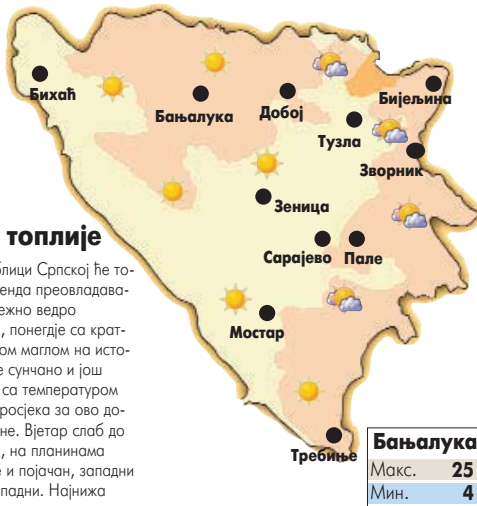 Бихаћ
Бањалука
Добој
Бијељина
Тузла
Зворник
Зеница
Сарајево
Пале
Мостар
Требиње
топлије
блици Српској ће то-
енда преовладава-
ежно ведро
, понегдје са крат-
ом маглом на исто-
е сунчано и још
са температуром
росјека за ово до-
не. Вјетар слаб до
, на планинама
е и појачан, западни
падни. Најнижа
Бањалука
Макс. 25
Мин. 4